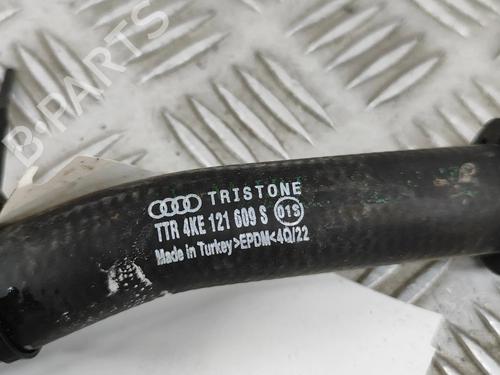 B-PARTS
TRISTONE
TTR 4KE 121 609 S 01S
Made in Turkey >EPDM< 4Q/22